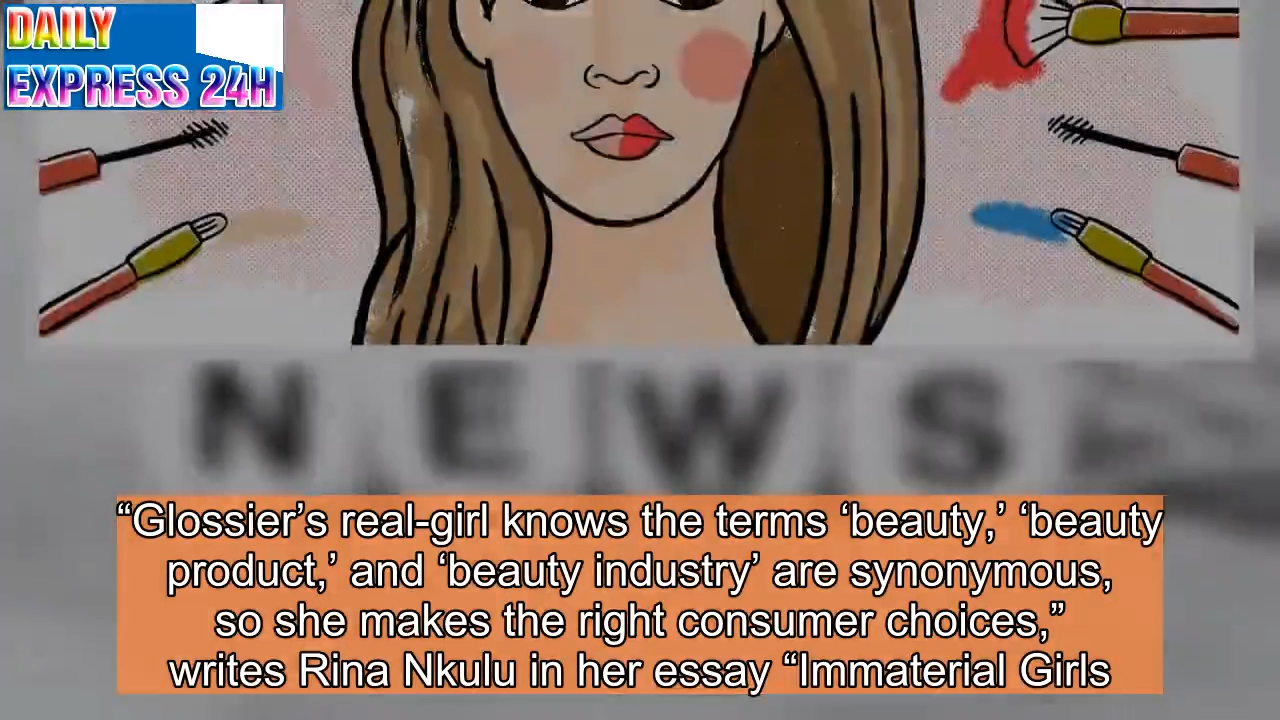 DAILY
EXPRESS 24H
NEWS
“Glossier’s real-girl knows the terms ‘beauty,’ ‘beauty
product,’ and ‘beauty industry’ are synonymous,
so she makes the right consumer choices,”
writes Rina Nkulu in her essay “Immaterial Girls